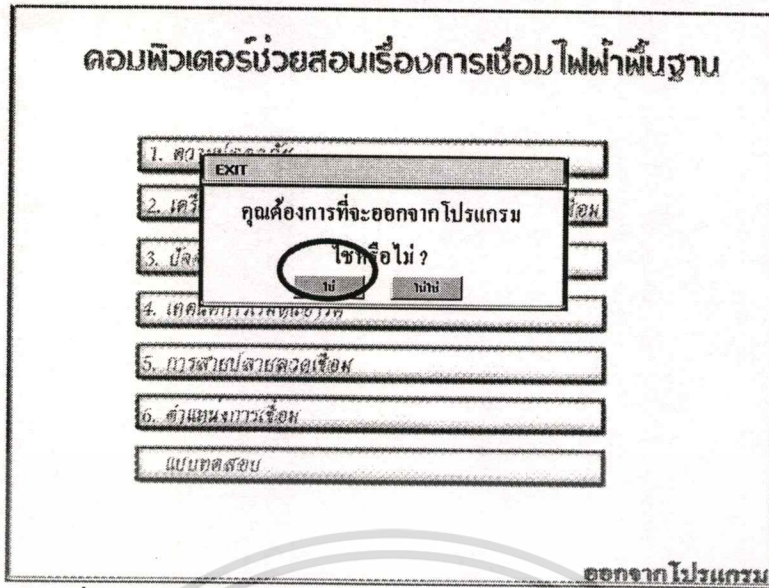 คอมพิวเตอร์ช่วยสอนเรื่องการเชื่อมไฟฟ้าพื้นฐาน
1.
EXIT
2.
คุณต้องการที่จะออกจากโปรแกรม
3.
ใช่หรือไม่ ?
ใช่ ไม่ใช่
4.
5. การส่ายปลายลวดเชื่อม
6. ตำแหน่งการเชื่อม
แบบทดสอบ
ออกจากโปรแกรม